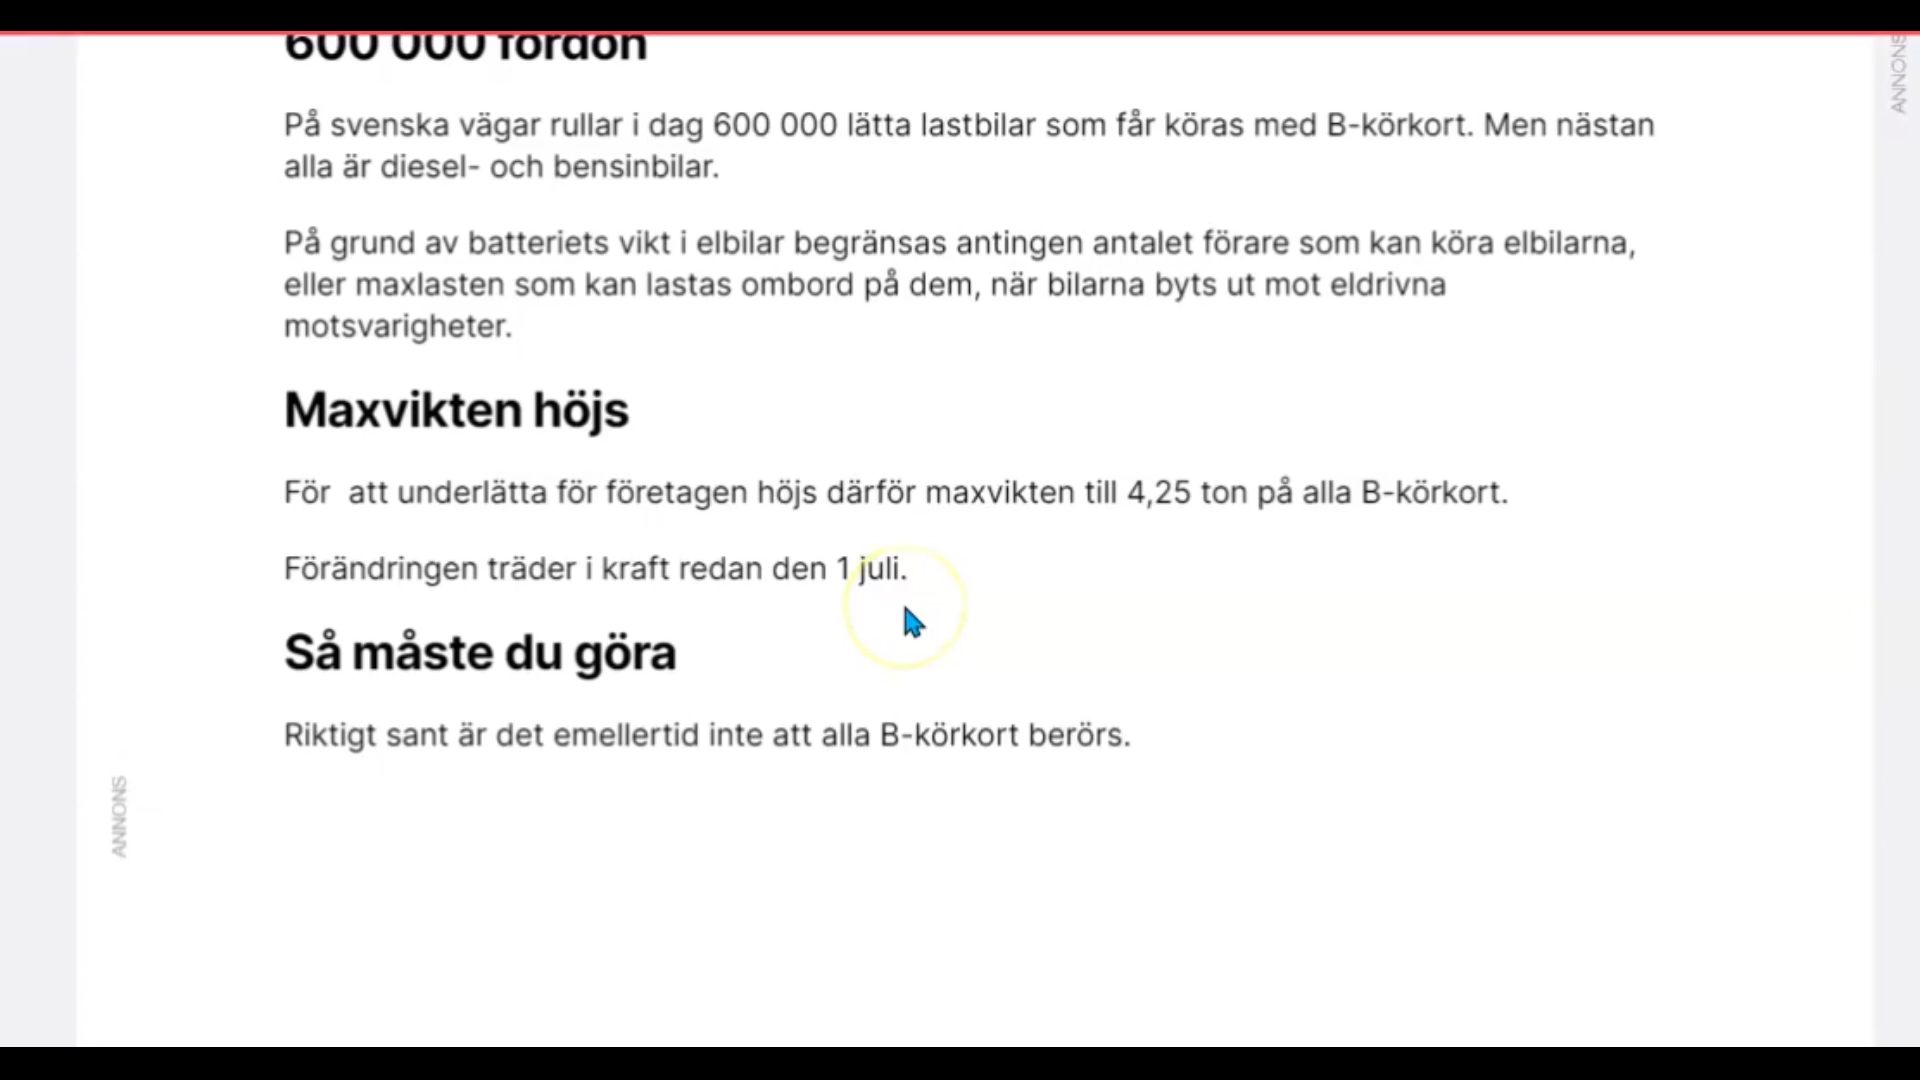 600 000 fordon
ANNONS
På svenska vägar rullar i dag 600 000 lätta lastbilar som får köras med B-körkort. Men nästan
alla är diesel- och bensinbilar.
På grund av batteriets vikt i elbilar begränsas antingen antalet förare som kan köra elbilarna,
eller maxlasten som kan lastas ombord på dem, när bilarna byts ut mot eldrivna
motsvarigheter.
Maxvikten höjs
För att underlätta för företagen höjs därför maxvikten till 4,25 ton på alla B-körkort.
Förändringen träder i kraft redan den 1 juli.
Så måste du göra
Riktigt sant är det emellertid inte att alla B-körkort berörs.
ANNONS